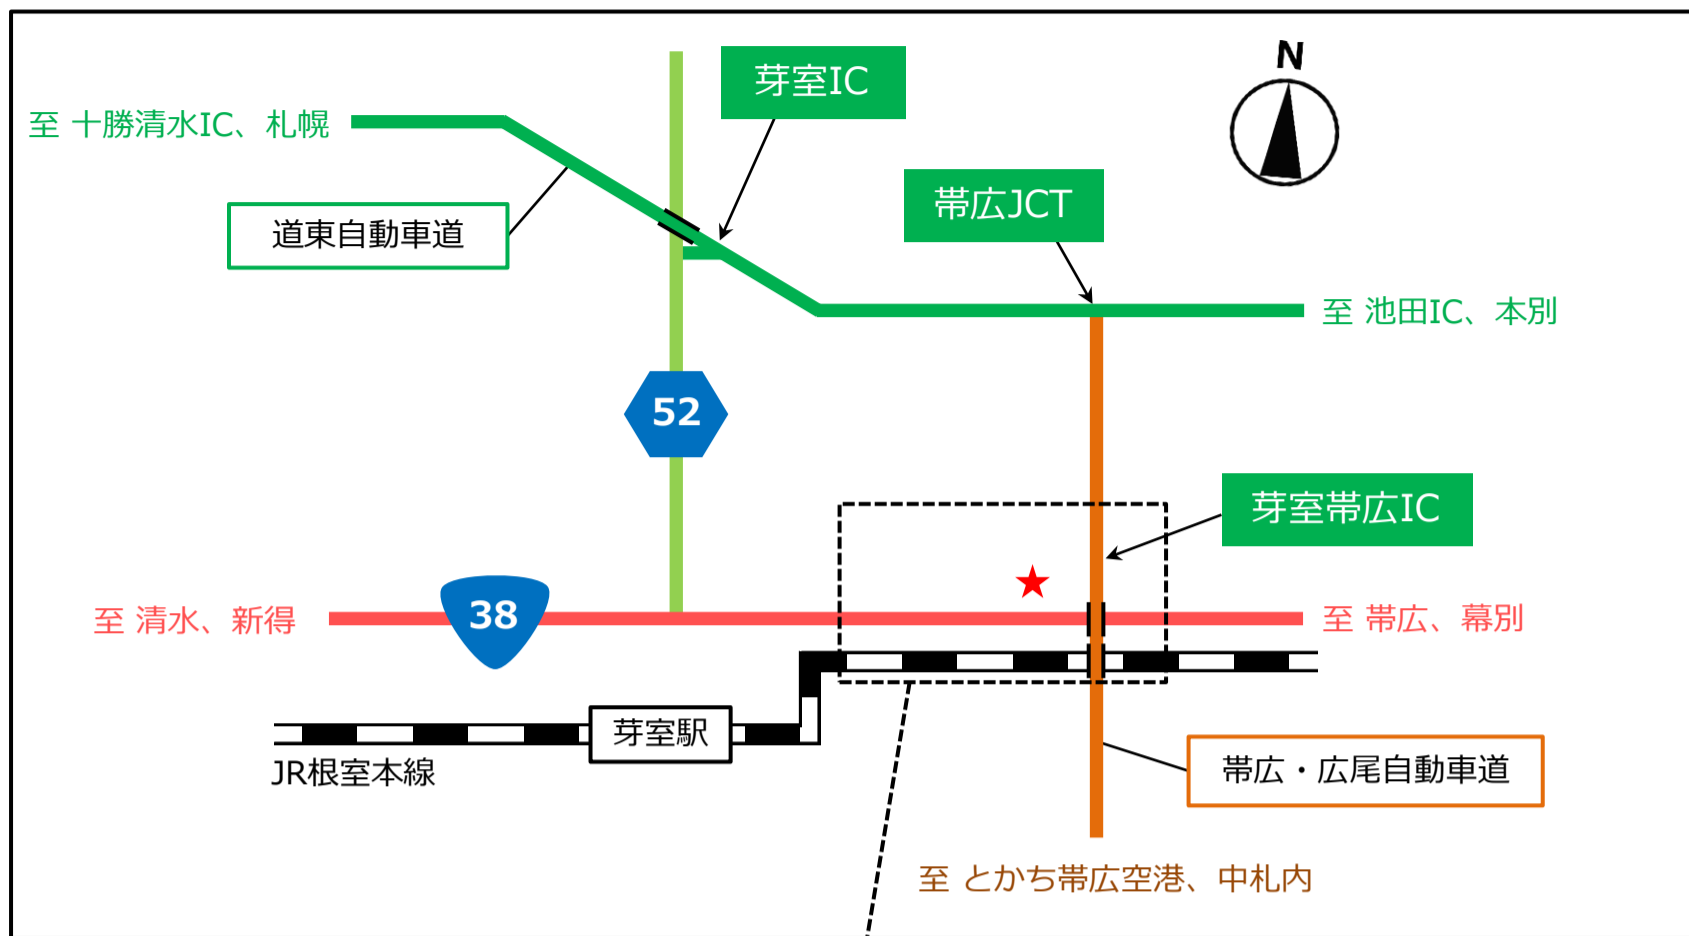 N
芽室IC
至 十勝清水IC、札幌
帯広JCT
道東自動車道
至 池田IC、本別
52
芽室帯広IC
38
至 清水、新得
至 帯広、幕別
芽室駅
JR根室本線
帯広・広尾自動車道
至 とかち帯広空港、中札内